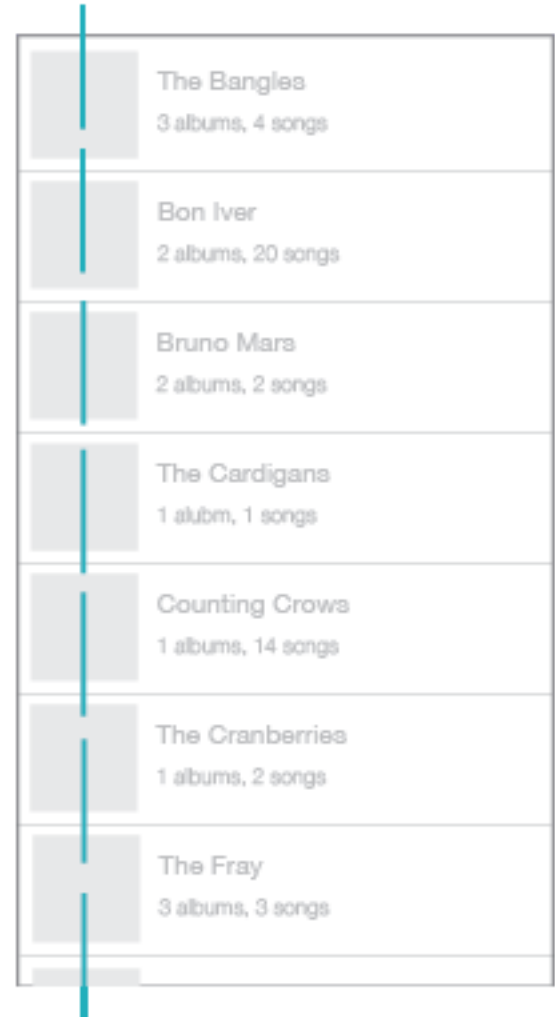 The Bangles
3 albums, 4 songs
Bon Iver
2 albums, 20 songs
Bruno Mars
2 albums, 2 songs
The Cardigans
1 alubm, 1 songs
Counting Crows
1 albums, 14 songs
The Cranberries
1 albums, 2 songs
The Fray
3 albums, 3 songs